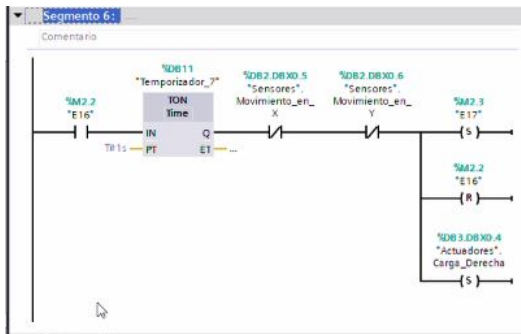 Segmento 6:
Comentario
%M2.2
"E16"
%DB11
"Temporizador_7"
TON
Time
IN
Q
T#1s
PT
ET
...
%DB2.DBX0.5
"Sensores".
Movimiento_en_
X
%DB2.DBX0.6
"Sensores".
Movimiento_en_
Y
%M2.3
"E17"
S
%M2.2
"E16"
R
%DB3.DBX0.4
"Actuadores".
Carga_Derecha
S